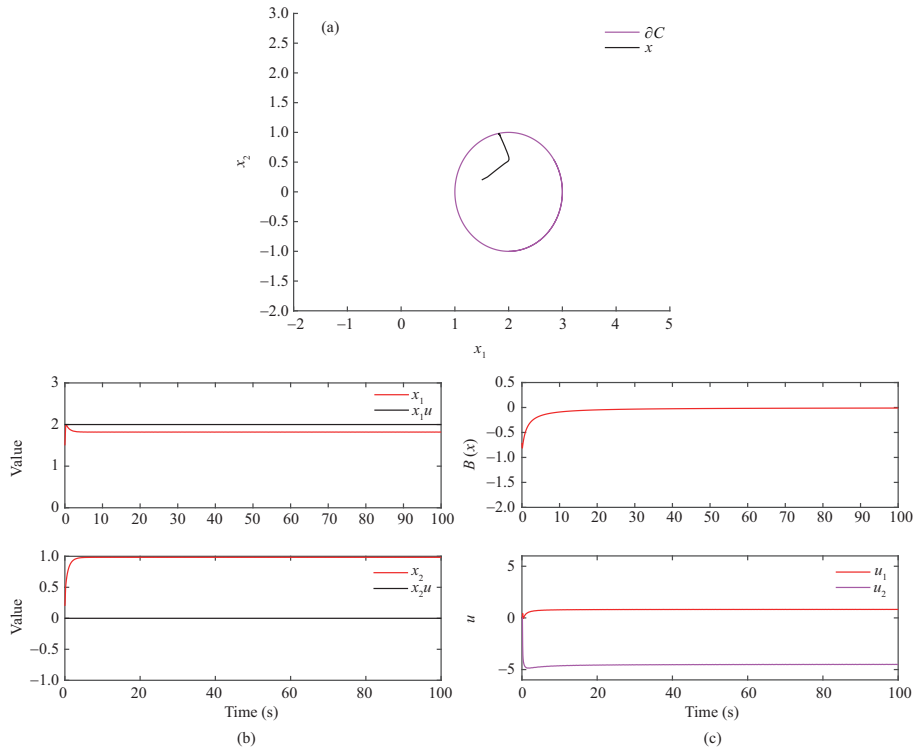 (a)
∂C
x
3.0
2.5
2.0
1.5
1.0
0.5
0
−0.5
−1.0
−1.5
−2.0
x₂
−2 −1 0 1 2 3 4 5
x₁
3
2
1
0
Value
x₁
x₁u
0 10 20 30 40 50 60 70 80 90 100
1.0
0.5
0
−0.5
−1.0
Value
x₂
x₂u
0 20 40 60 80 100
Time (s)
(b)
0.5
0
−0.5
−1.0
−1.5
−2.0
B (x)
0 10 20 30 40 50 60 70 80 90 100
5
0
−5
u
u₁
u₂
0 20 40 60 80 100
Time (s)
(c)